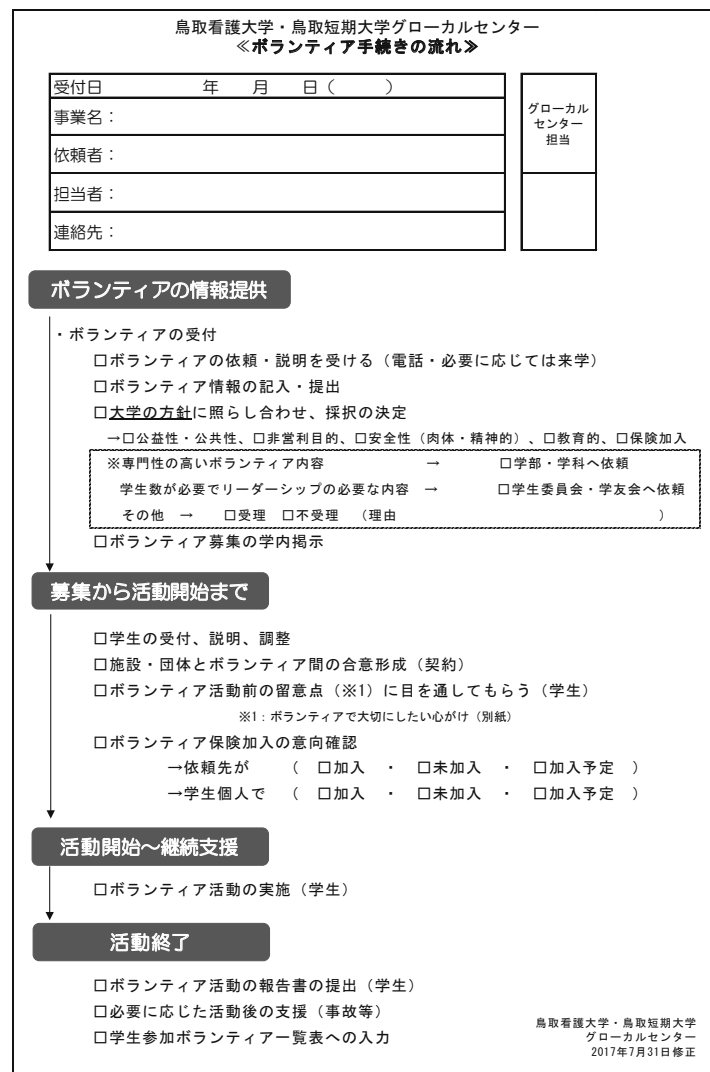 鳥取看護大学・鳥取短期大学グローカルセンター
≪ボランティア手続きの流れ≫
受付日　　　　　年　　月　　日（　　　）
事業名：
依頼者：
担当者：
連絡先：
グローカル
センター
担当
ボランティアの情報提供
・ボランティアの受付
□ボランティアの依頼・説明を受ける（電話・必要に応じては来学）
□ボランティア情報の記入・提出
□大学の方針に照らし合わせ、採択の決定
→□公益性・公共性、□非営利目的、□安全性（肉体・精神的）、□教育的、□保険加入
※専門性の高いボランティア内容　　　　　→　　　□学部・学科へ依頼
学生数が必要でリーダーシップの必要な内容　→　　　□学生委員会・学友会へ依頼
その他　→　□受理　□不受理　（理由　　　　　　　　　　　　　　　）
□ボランティア募集の学内掲示
募集から活動開始まで
□学生の受付、説明、調整
□施設・団体とボランティア間の合意形成（契約）
□ボランティア活動前の留意点（※1）に目を通してもらう（学生）
※1：ボランティアで大切にしたい心がけ（別紙）
□ボランティア保険加入の意向確認
→依頼先が　　（　□加入　・　□未加入　・　□加入予定　）
→学生個人で　（　□加入　・　□未加入　・　□加入予定　）
活動開始～継続支援
□ボランティア活動の実施（学生）
活動終了
□ボランティア活動の報告書の提出（学生）
□必要に応じた活動後の支援（事故等）
□学生参加ボランティア一覧表への入力
鳥取看護大学・鳥取短期大学
グローカルセンター
2017年7月31日修正